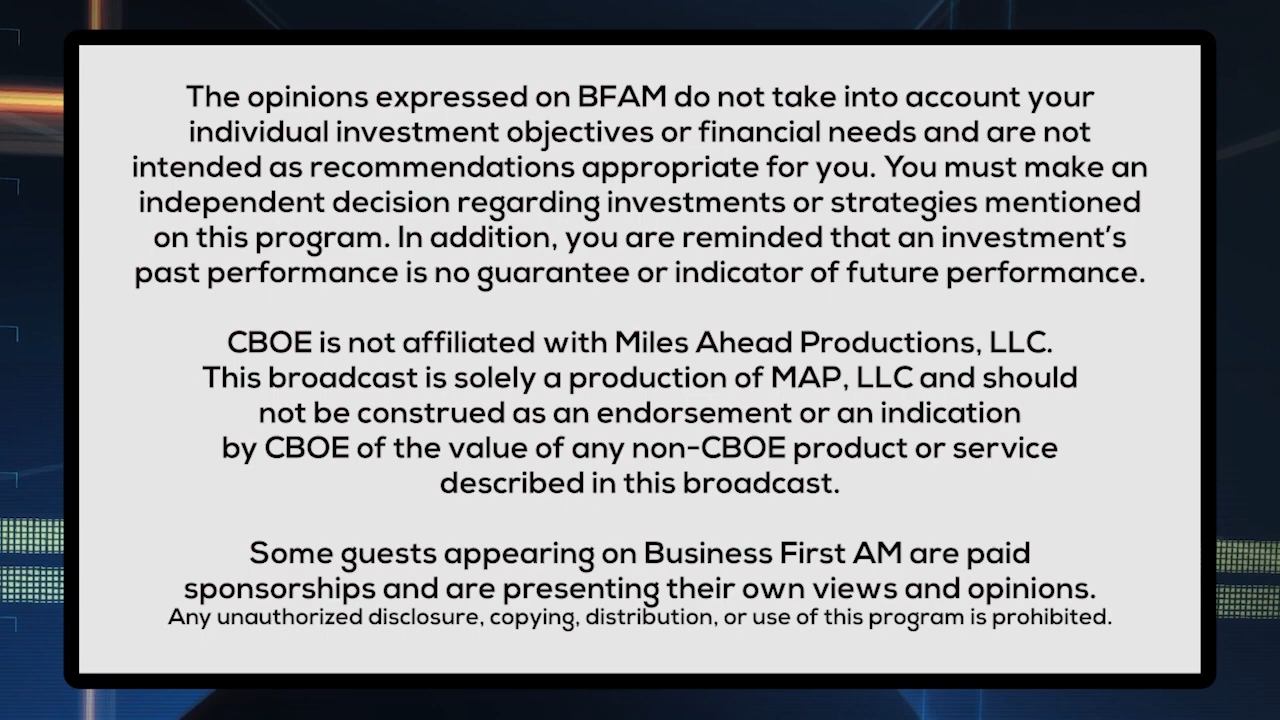 The opinions expressed on BFAM do not take into account your
individual investment objectives or financial needs and are not
intended as recommendations appropriate for you. You must make an
independent decision regarding investments or strategies mentioned
on this program. In addition, you are reminded that an investment's
past performance is no guarantee or indicator of future performance.
CBOE is not affiliated with Miles Ahead Productions, LLC.
This broadcast is solely a production of MAP, LLC and should
not be construed as an endorsement or an indication
by CBOE of the value of any non-CBOE product or service
described in this broadcast.
Some guests appearing on Business First AM are paid
sponsorships and are presenting their own views and opinions.
Any unauthorized disclosure, copying, distribution, or use of this program is prohibited.